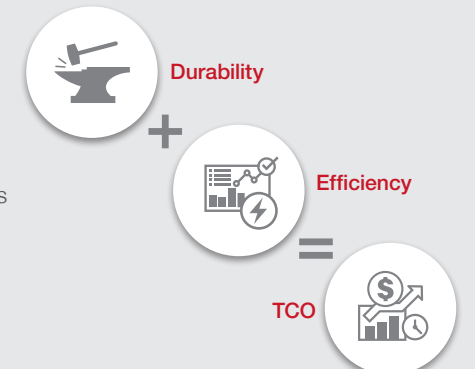 Durability
+
Efficiency
s
=
TCO
$